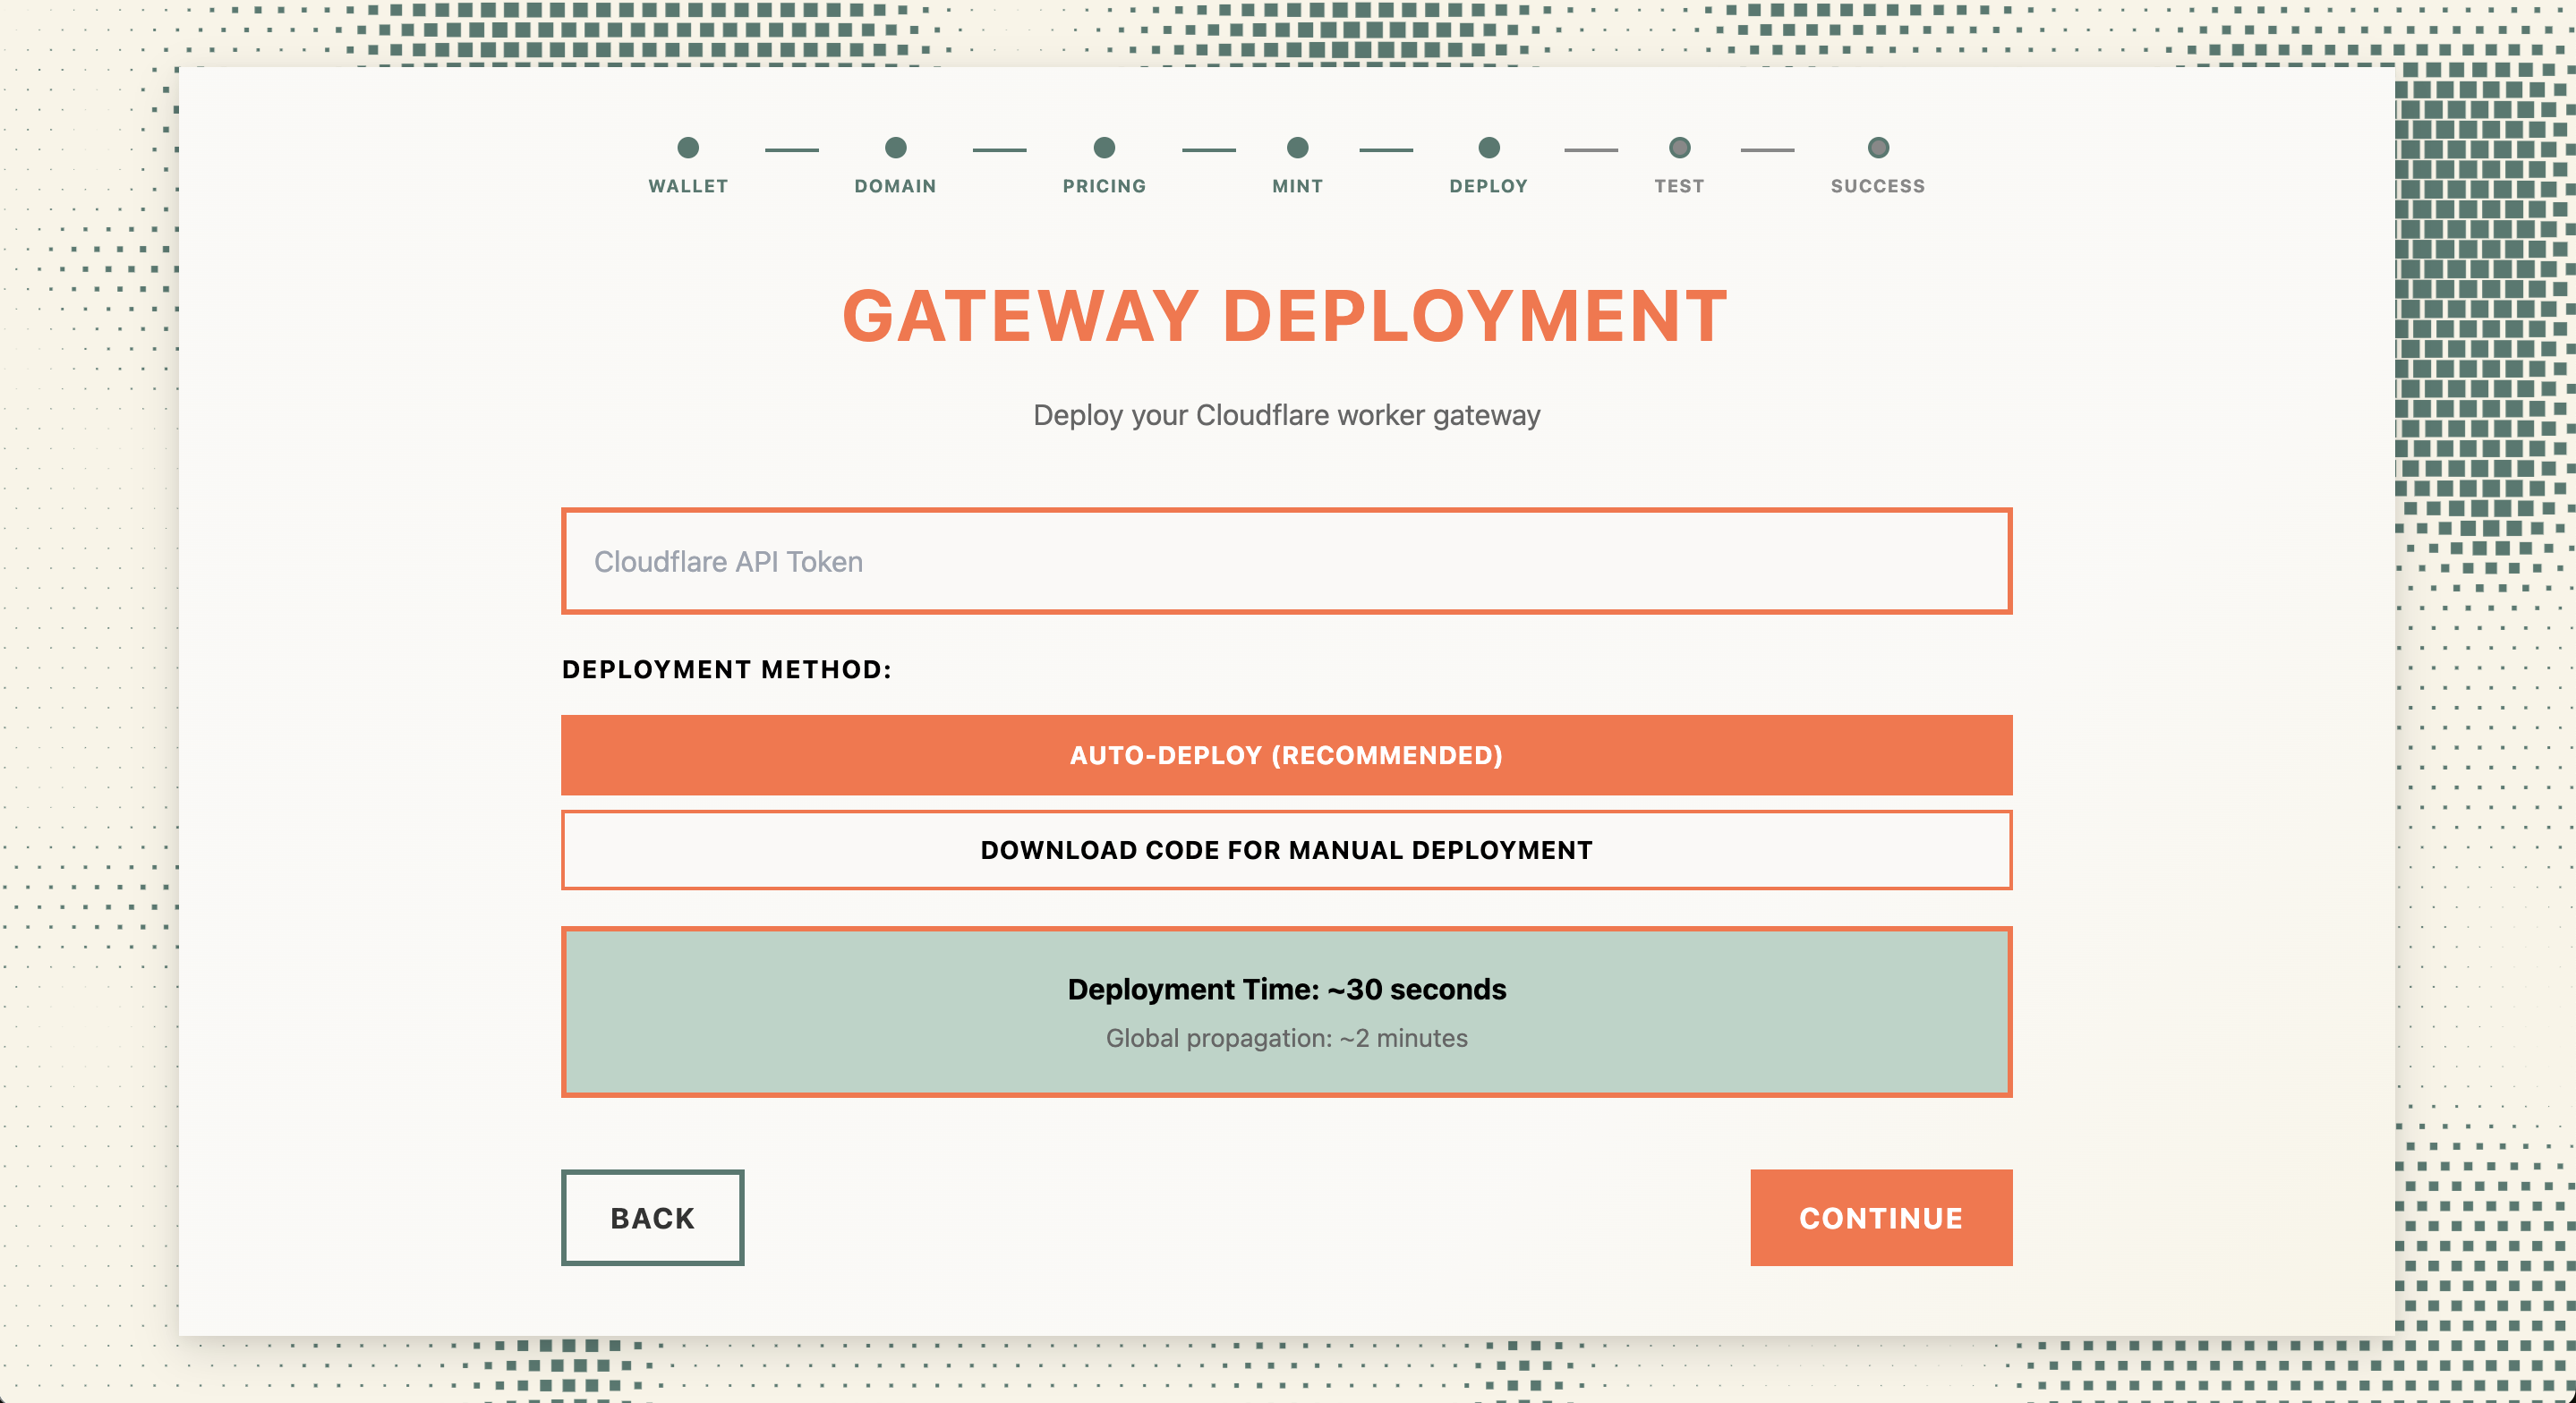 WALLET
DOMAIN
PRICING
MINT
DEPLOY
TEST
SUCCESS
GATEWAY DEPLOYMENT
Deploy your Cloudflare worker gateway
Cloudflare API Token
DEPLOYMENT METHOD:
AUTO-DEPLOY (RECOMMENDED)
DOWNLOAD CODE FOR MANUAL DEPLOYMENT
Deployment Time: ~30 seconds
Global propagation: ~2 minutes
BACK
CONTINUE